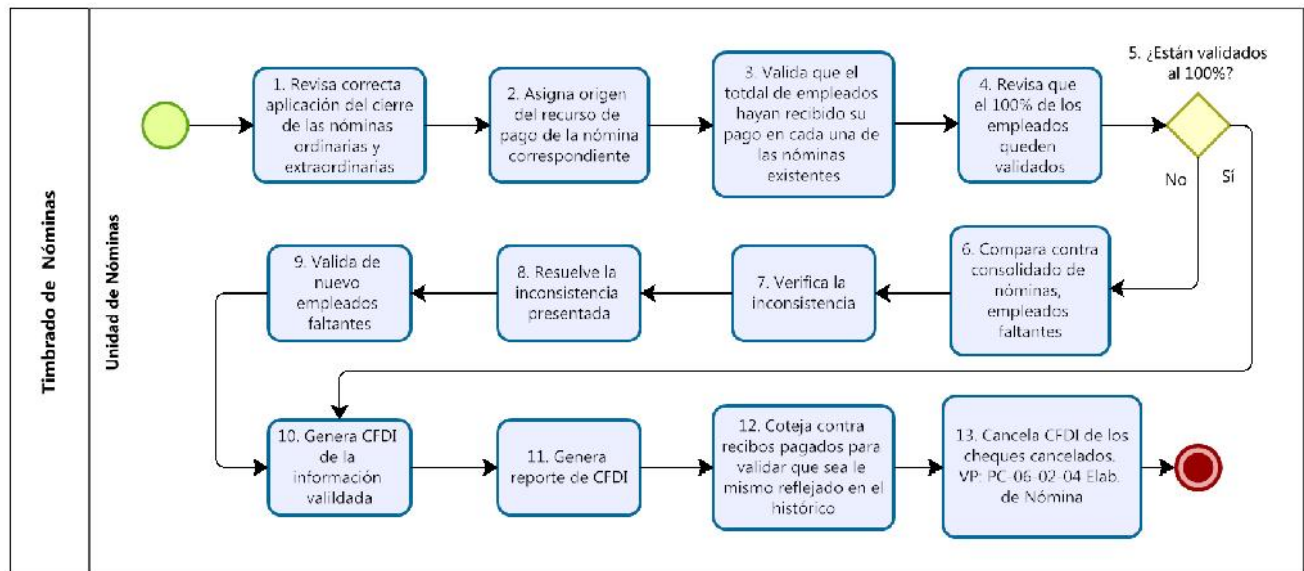 Timbrado de Nóminas
Unidad de Nóminas
1. Revisa correcta
aplicación del cierre
de las nóminas
ordinarias y
extraordinarias
2. Asigna origen
del recurso de
pago de la nómina
correspondiente
3. Valida que el
totdal de empleados
hayan recibido su
pago en cada una de
las nóminas
existentes
4. Revisa que
el 100% de los
empleados
queden
validados
5. ¿Están validados
al 100%?
No
Sí
6. Compara contra
consolidado de
nóminas,
empleados
faltantes
7. Verifica la
inconsistencia
8. Resuelve la
inconsistencia
presentada
9. Valida de
nuevo
empleados
faltantes
10. Genera CFDI
de la
información
valildada
11. Genera
reporte de CFDI
12. Coteja contra
recibos pagados para
validar que sea le
mismo reflejado en el
histórico
13. Cancela CFDI de los
cheques cancelados.
VP: PC-06-02-04 Elab.
de Nómina